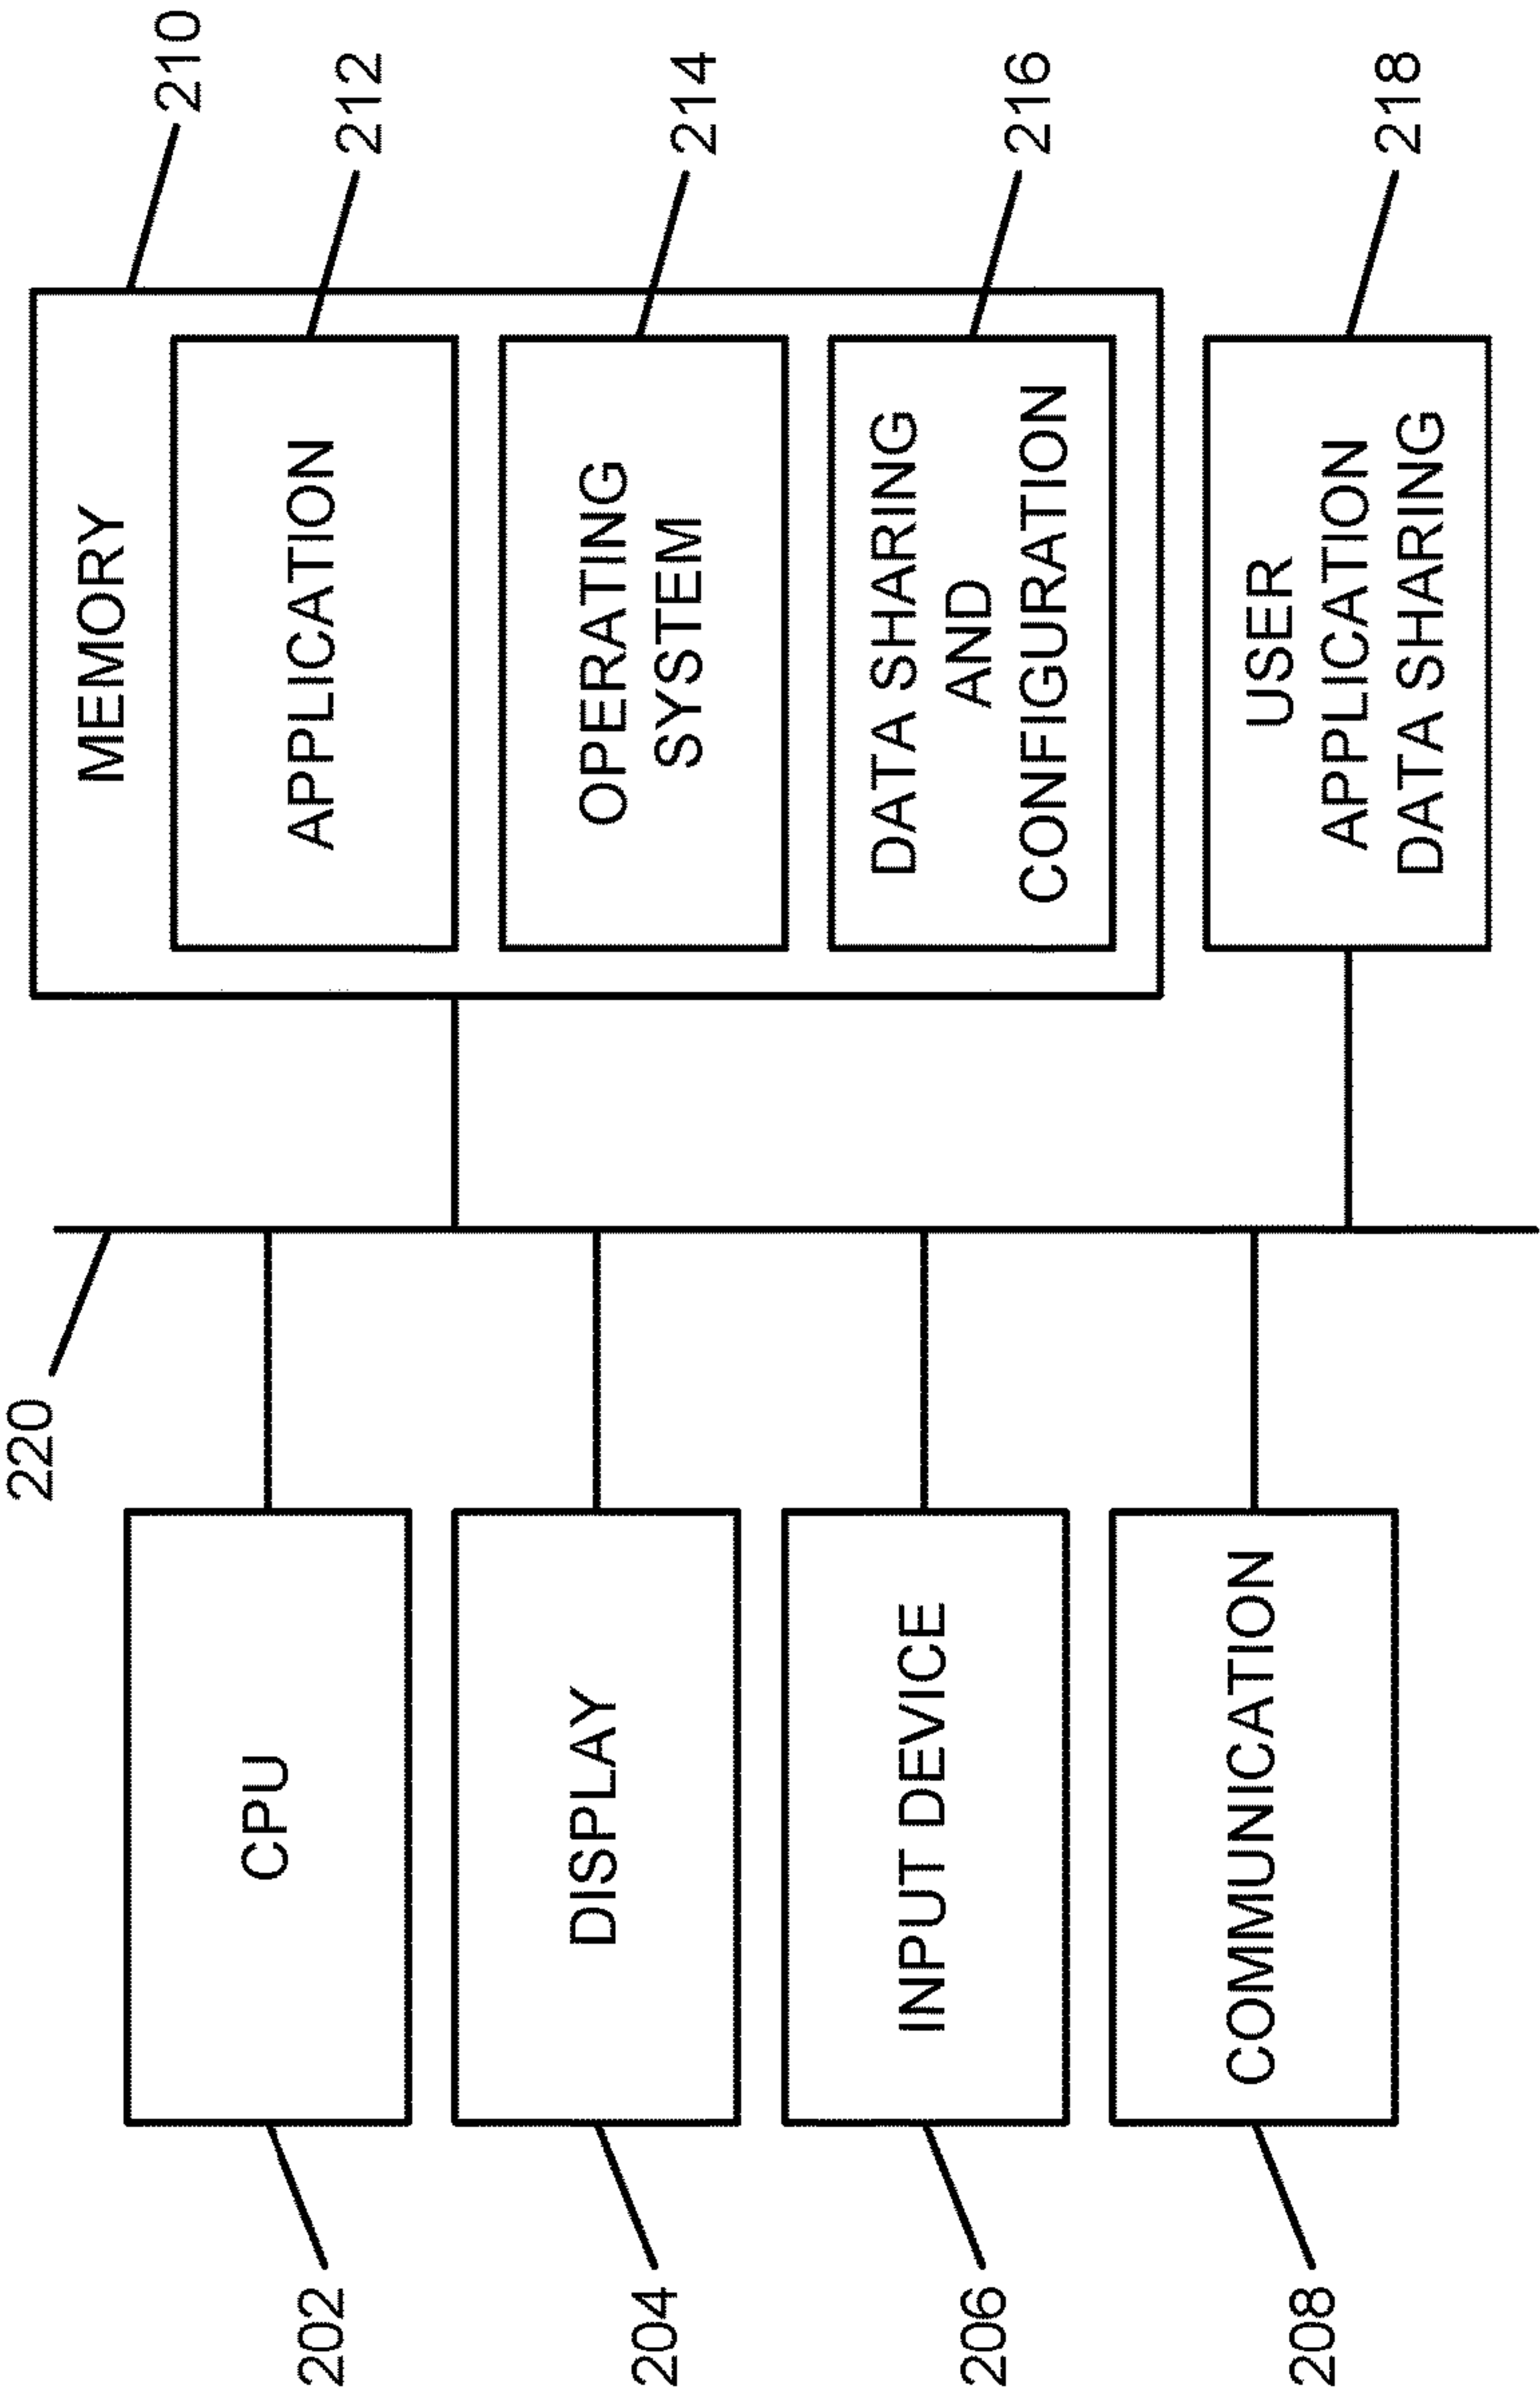 220
210
202
CPU
MEMORY
APPLICATION
212
204
DISPLAY
OPERATING
SYSTEM
214
206
INPUT DEVICE
DATA SHARING
AND
CONFIGURATION
216
208
COMMUNICATION
USER
APPLICATION
DATA SHARING
218